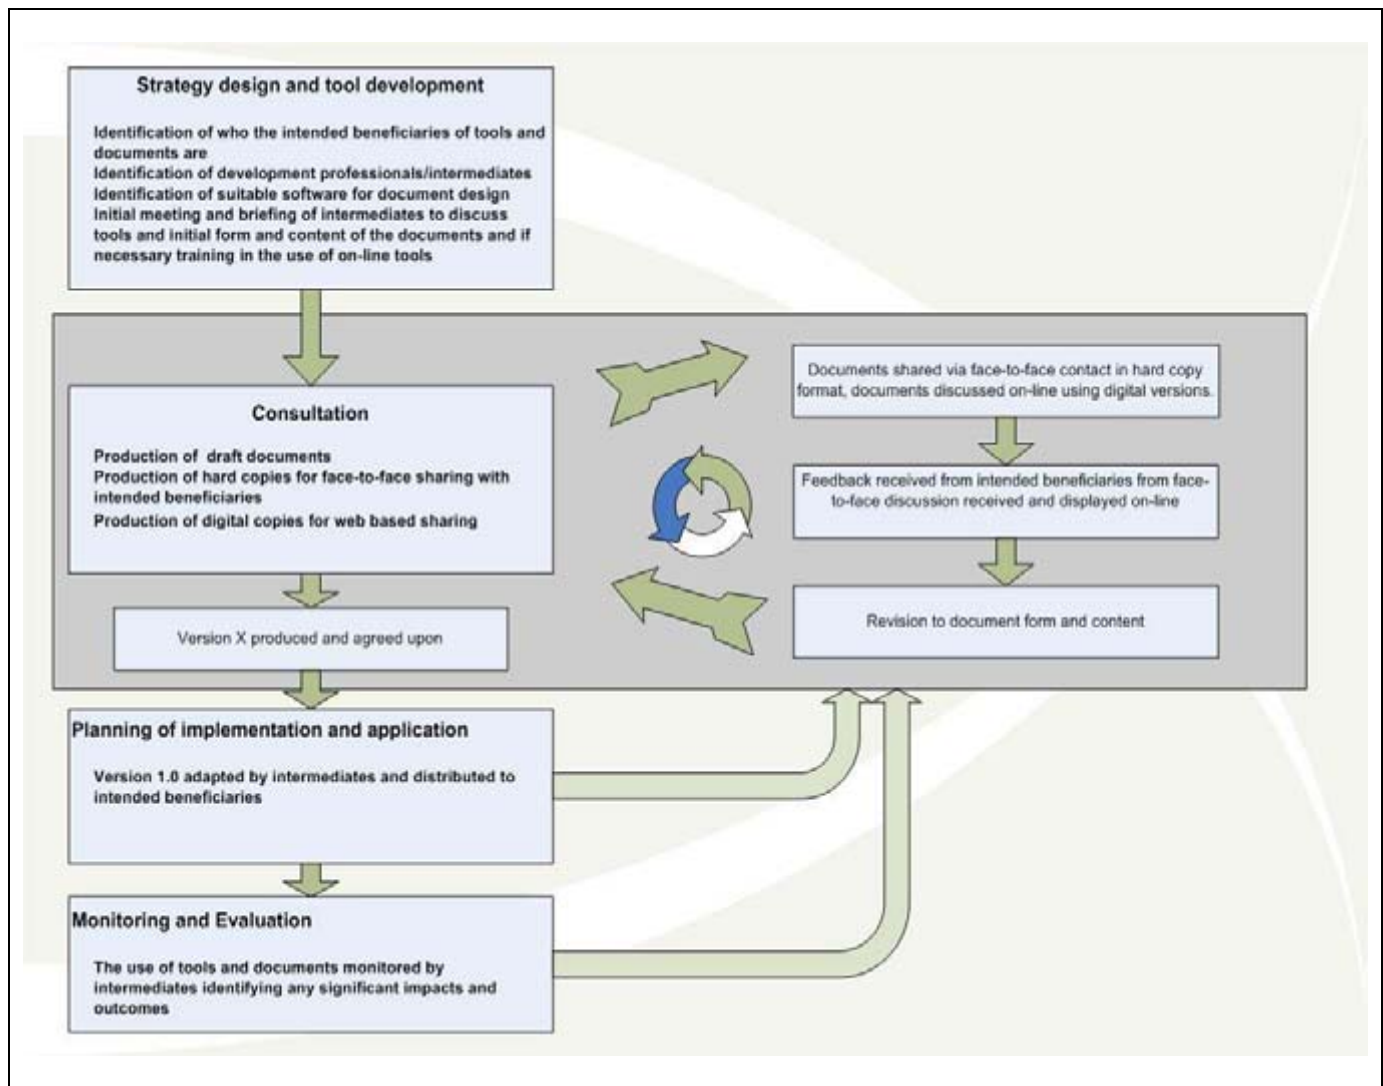 Strategy design and tool development
Identification of who the intended beneficiaries of tools and
documents are
Identification of development professionals/intermediates
Identification of suitable software for document design
Initial meeting and briefing of intermediates to discuss
tools and initial form and content of the documents and if
necessary training in the use of on-line tools
Consultation
Production of draft documents
Production of hard copies for face-to-face sharing with
intended beneficiaries
Production of digital copies for web based sharing
Version X produced and agreed upon
Documents shared via face-to-face contact in hard copy
format, documents discussed on-line using digital versions.
Feedback received from intended beneficiaries from face-
to-face discussion received and displayed on-line
Revision to document form and content
Planning of implementation and application
Version 1.0 adapted by intermediates and distributed to
intended beneficiaries
Monitoring and Evaluation
The use of tools and documents monitored by
intermediates identifying any significant impacts and
outcomes